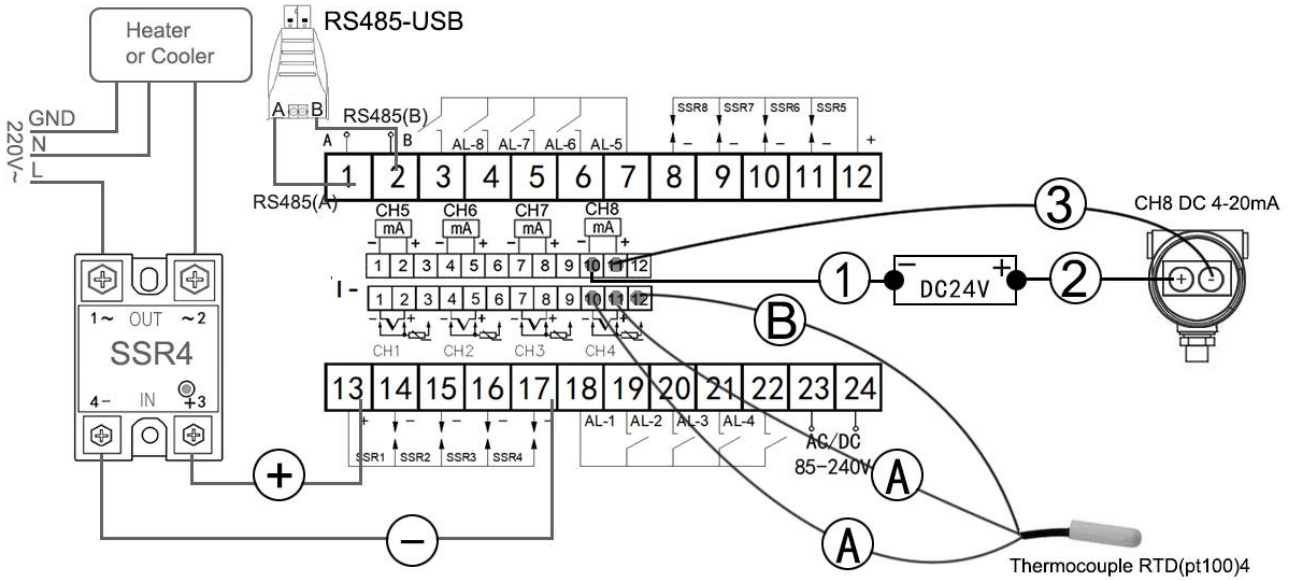 Heater
or Cooler
RS485-USB
A B
RS485(B)
GND
N
L
220V~
SSR8 SSR7 SSR6 SSR5
A B AL-8 AL-7 AL-6 AL-5 - - - - +
1 2 3 4 5 6 7 8 9 10 11 12
RS485(A)
CH5 CH6 CH7 CH8
mA mA mA mA
- + - + - + - +
1 2 3 4 5 6 7 8 9 10 11 12
3
CH8 DC 4-20mA
1
- +
DC24V
2
+ -
1-
1 2 3 4 5 6 7 8 9 10 11 12
- + - + - + - +
CH1 CH2 CH3 CH4
B
1~ OUT ~2
SSR4
4- IN +3
13 14 15 16 17 18 19 20 21 22 23 24
+ - - - -
AL-1 AL-2 AL-3 AL-4
SSR1 SSR2 SSR3 SSR4
AC/DC
85-240V
+
A
-
A
Thermocouple RTD(pt100)4